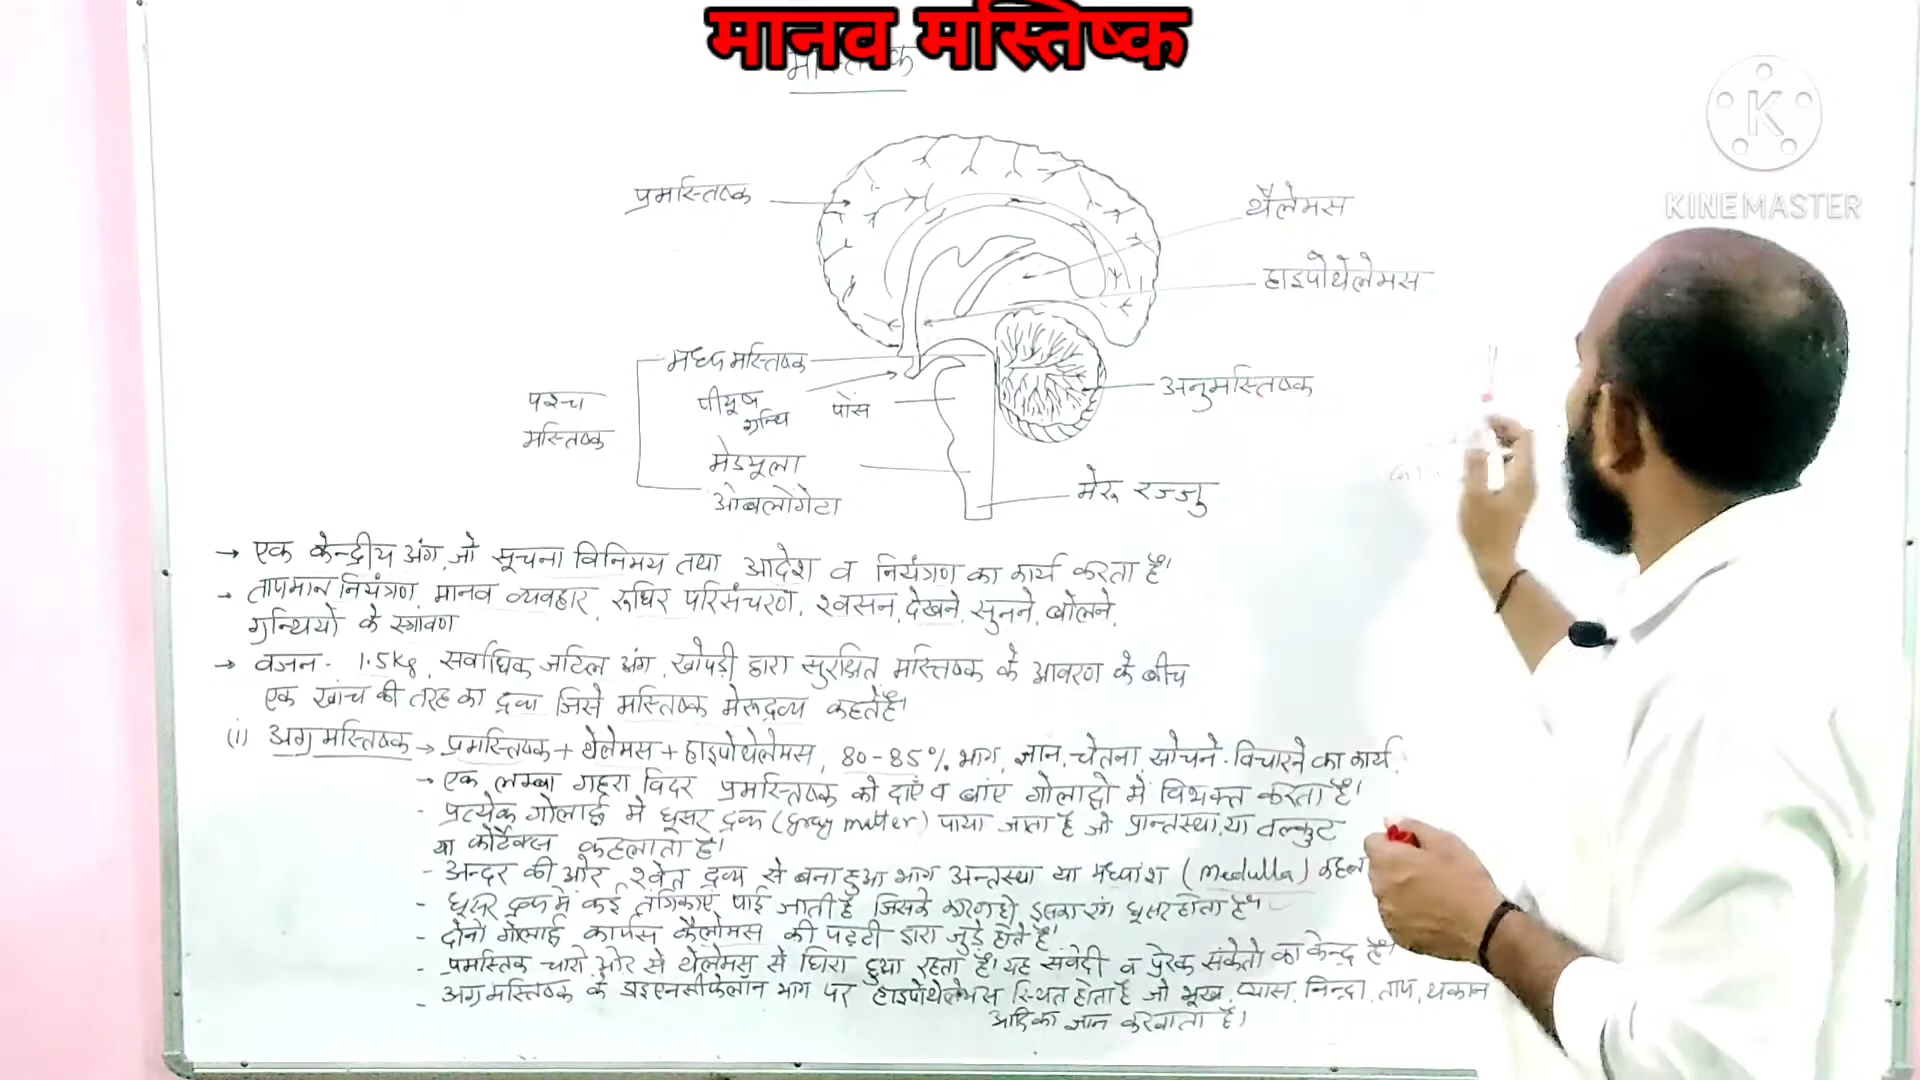 मानव मस्तिष्क
KINEMASTER
प्रमस्तिष्क
थैलेमस
हाइपोथैलेमस
मध्य मस्तिष्क
पश्च
मस्तिष्क
पीयूष
ग्रन्थि
पोंस
अनुमस्तिष्क
मेड्यूला
ओबलोंगेटा
मेरू रज्जु
→ एक केन्द्रीय अंग, जो सूचना विनिमय तथा आदेश व नियंत्रण का कार्य करता है।
- तापमान नियंत्रण, मानव व्यवहार, रूधिर परिसंचरण, श्वसन, देखने, सुनने, बोलने,
ग्रन्थियों के स्त्रावण
→ वजन - 1.5 kg, सर्वाधिक जटिल अंग, खोपड़ी द्वारा सुरक्षित, मस्तिष्क के आवरण के बीच
एक खांच की तरह का द्रव्य जिसे मस्तिष्क मेरूद्रव्य कहते है।
(i) अग्र मस्तिष्क → प्रमस्तिष्क + थेलेमस + हाइपोथेलेमस, 80-85% भाग, ज्ञान, चेतना, सोचने-विचारने का कार्य,
→ एक लम्बा गहरा विदर प्रमस्तिष्क को दाएँ व बांए गोलार्द्धो में विभक्त करता है।
- प्रत्येक गोलार्द्ध में धूसर द्रव्य (Gray matter) पाया जाता है जो प्रान्तस्था या वल्कुट
या कोर्टेक्स कहलाता है।
- अन्दर की ओर श्वेत द्रव्य से बना हुआ भाग अन्तस्था या मध्यांश (Medulla)
- धूसर द्रव्य में कई तंत्रिकाएं पाई जाती है जिसके कारण ही इसका रंग धूसर होता है।
- दोनो गोलार्द्ध कार्पस कैलोमस की पट्टी द्वारा जुड़े होते है।
- प्रमस्तिक चारो ओर से थेलेमस से घिरा हुआ रहता है। यह संवेदी व प्रेरक संकेतो का केन्द्र है।
- अग्र मस्तिष्क के डाइएनसीफेलॉन भाग पर हाइपोथेलेमस स्थित होता है जो भूख, प्यास, निन्द्रा, ताप, थकान
आदि का ज्ञान करवाता है।